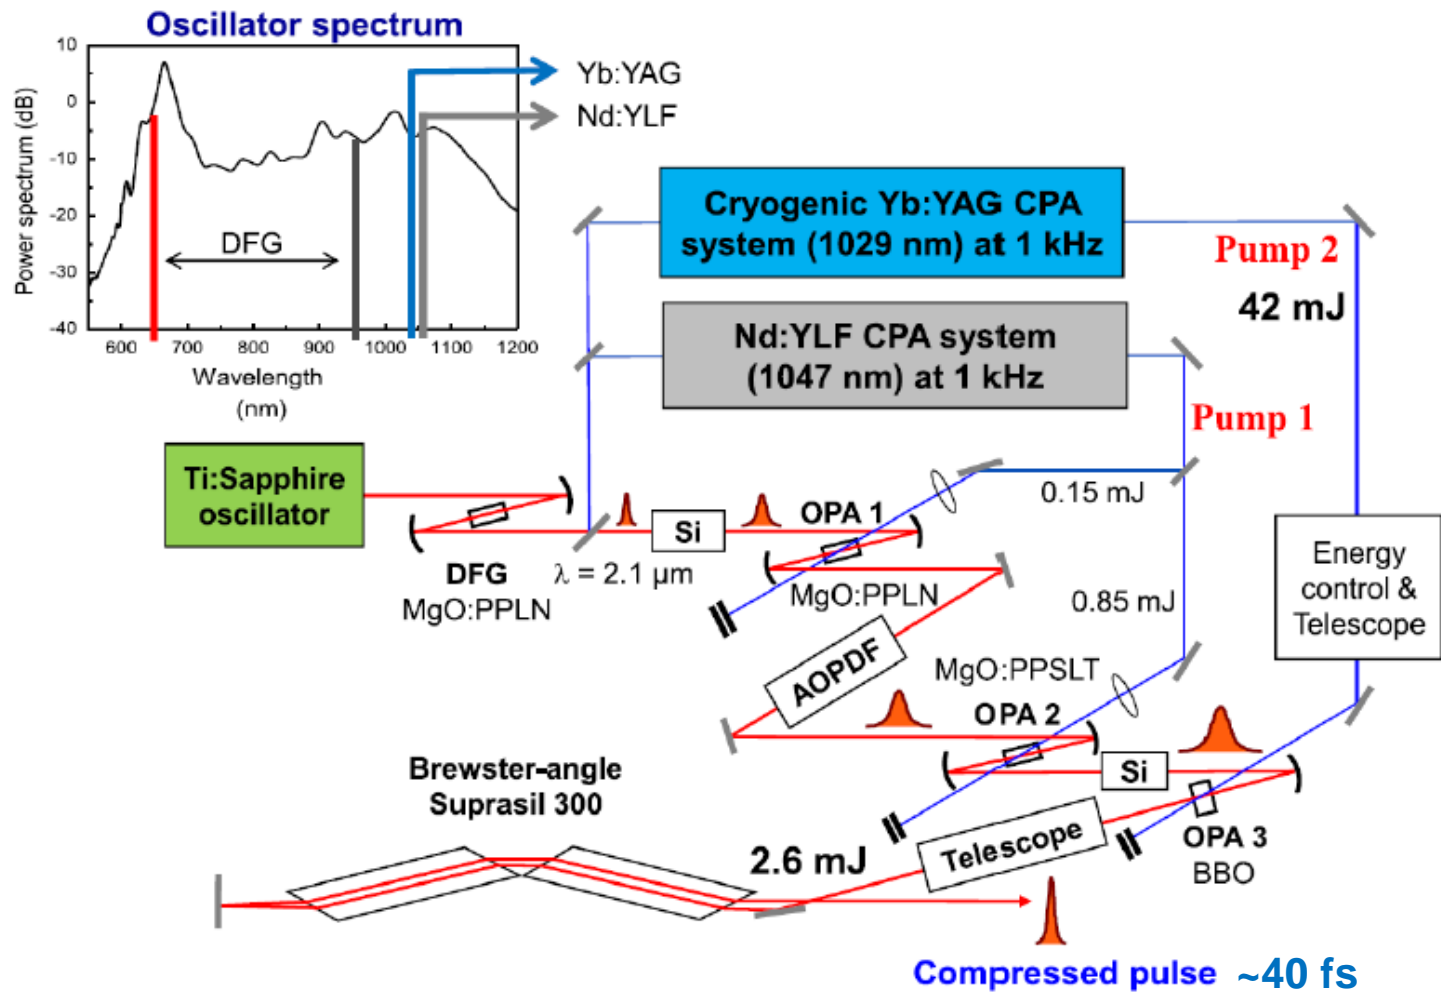 Oscillator spectrum
10
0
-10
-20
-30
-40
Power spectrum (dB)
DFG
600
700
800
900
1000
1100
1200
Wavelength
(nm)
Yb:YAG
Nd:YLF
Cryogenic Yb:YAG CPA
system (1029 nm) at 1 kHz
Pump 2
42 mJ
Nd:YLF CPA system
(1047 nm) at 1 kHz
Pump 1
Ti:Sapphire
oscillator
DFG
MgO:PPLN
λ = 2.1 µm
Si
OPA 1
MgO:PPLN
0.15 mJ
0.85 mJ
Energy
control &
Telescope
AOPDF
MgO:PPSLT
OPA 2
Si
OPA 3
BBO
Telescope
2.6 mJ
Brewster-angle
Suprasil 300
Compressed pulse ~40 fs